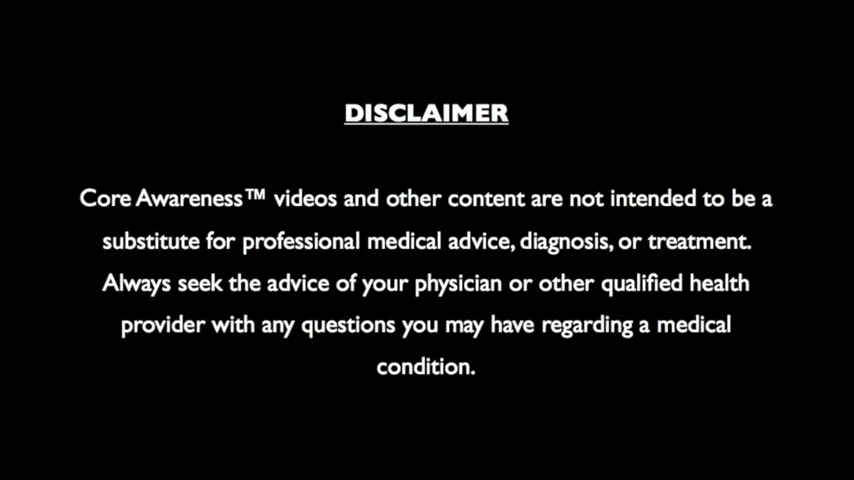 DISCLAIMER
Core Awareness™ videos and other content are not intended to be a
substitute for professional medical advice, diagnosis, or treatment.
Always seek the advice of your physician or other qualified health
provider with any questions you may have regarding a medical
condition.